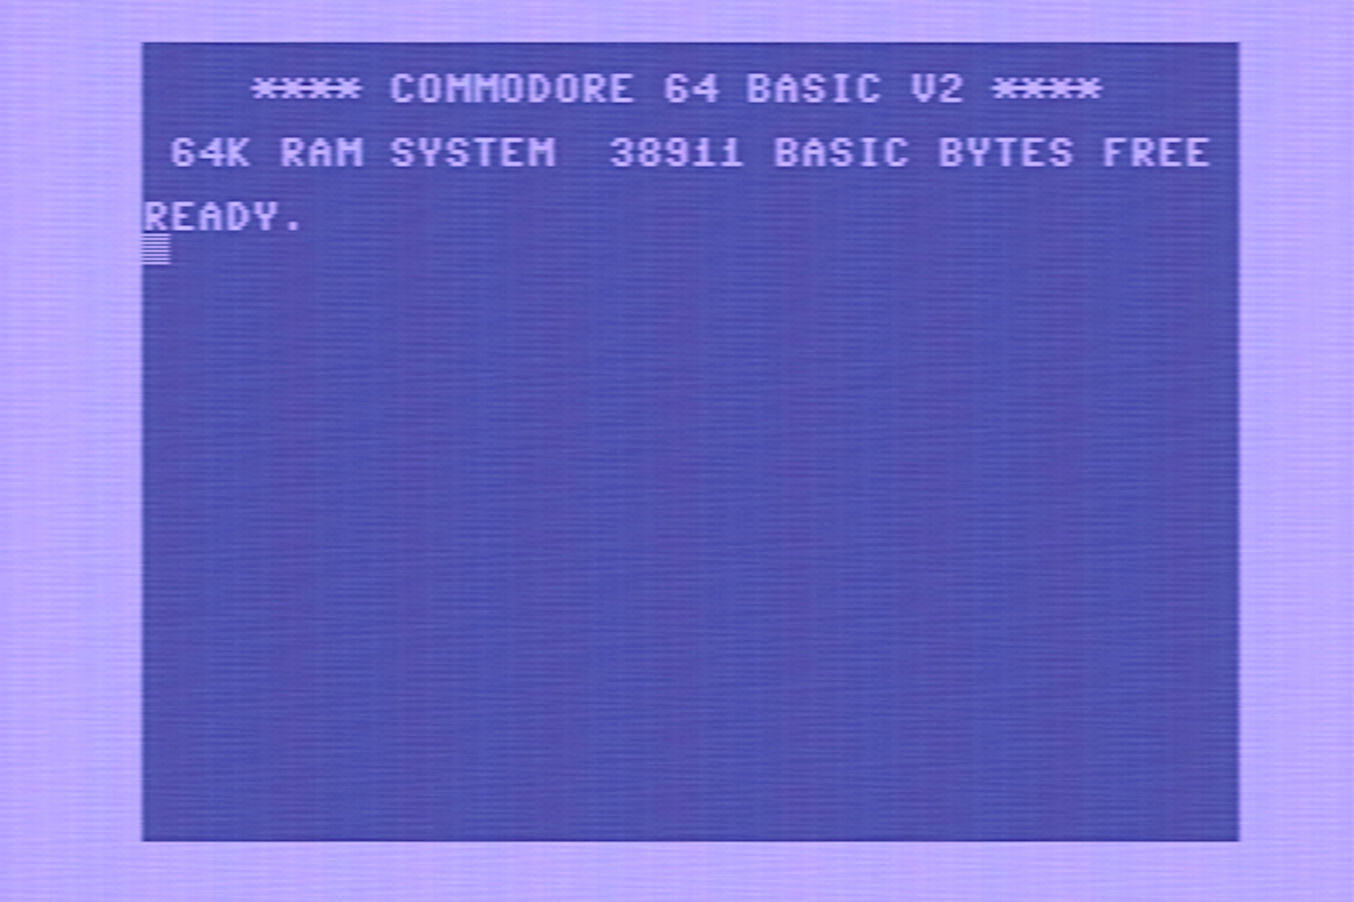 **** COMMODORE 64 BASIC V2 ****
64K RAM SYSTEM  38911 BASIC BYTES FREE
READY.